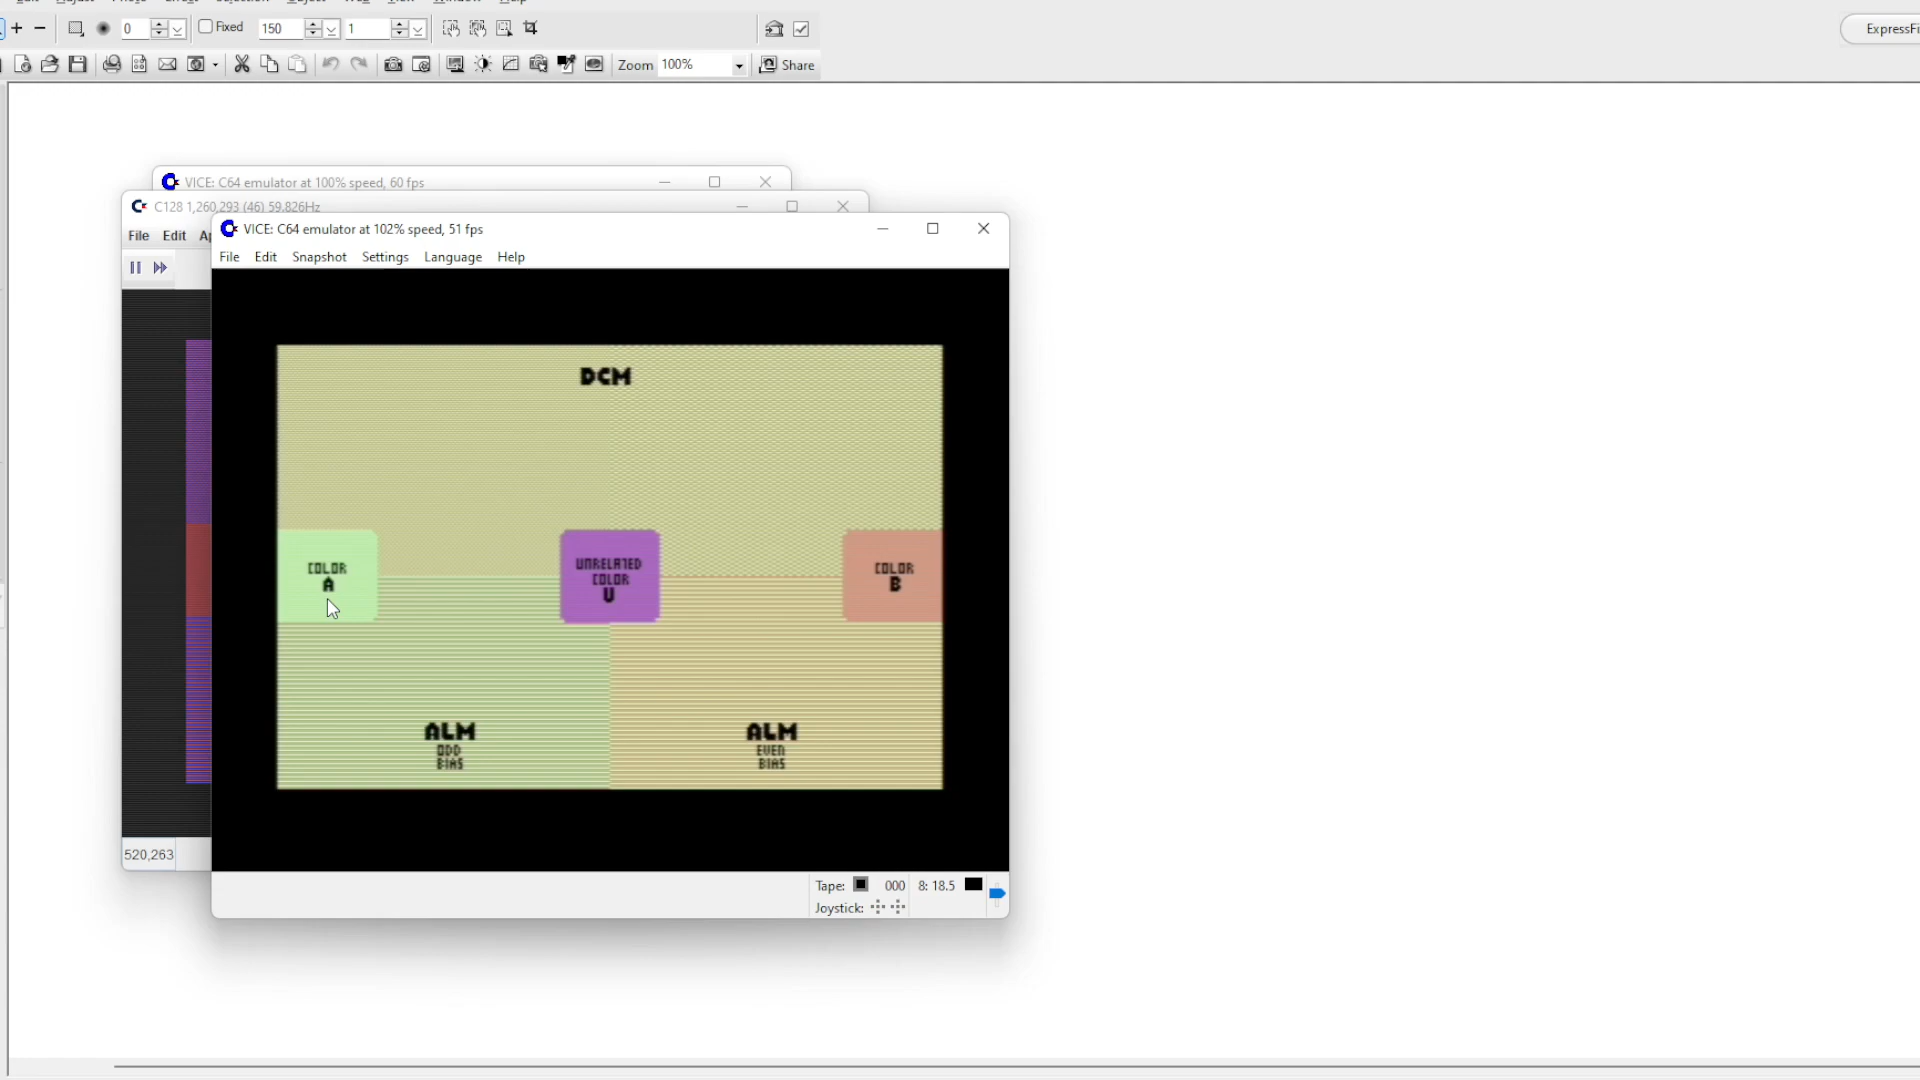 0
Fixed
150
1
ExpressFi
Zoom
100%
Share
VICE: C64 emulator at 100% speed, 60 fps
C128 1,260,293 (46) 59.826Hz
File Edit
VICE: C64 emulator at 102% speed, 51 fps
File Edit Snapshot Settings Language Help
DCM
COLOR
A
UNRELATED
COLOR
U
COLOR
B
ALM
ODD
BIAS
ALM
EVEN
BIAS
520,263
Tape: 000 8: 18.5
Joystick: